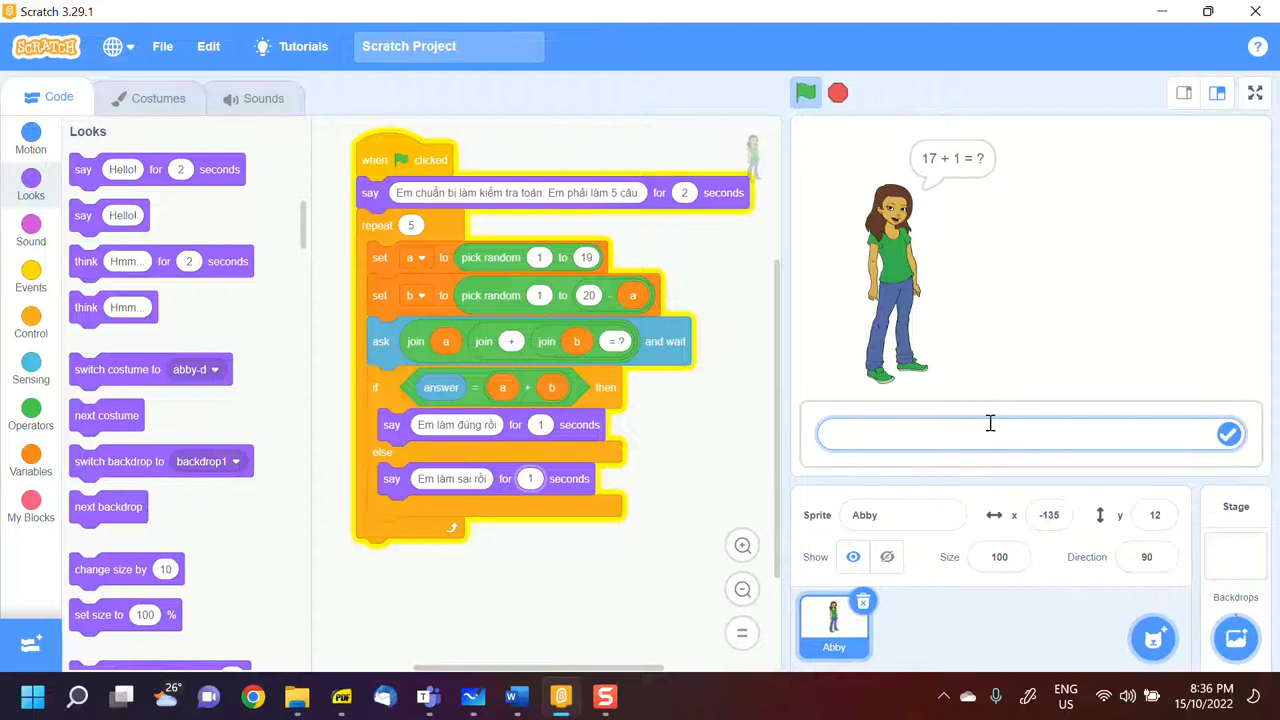 Scratch 3.29.1
SCRATCH File Edit Tutorials Scratch Project ?
Code Costumes Sounds
Motion
Looks
Sound
Events
Control
Sensing
Operators
Variables
My Blocks
Looks
say Hello! for 2 seconds
say Hello!
think Hmm... for 2 seconds
think Hmm...
switch costume to abby-d
next costume
switch backdrop to backdrop1
next backdrop
change size by 10
set size to 100 %
when clicked
say Em chuẩn bị làm kiểm tra toán. Em phải làm 5 câu. for 2 seconds
repeat 5
set a to pick random 1 to 19
set b to pick random 1 to 20 - a
ask join a join + join b = ? and wait
if answer = a + b then
say Em làm đúng rồi for 1 seconds
else
say Em làm sai rồi for 1 seconds
17 + 1 = ?
Sprite Abby x -135 y 12
Show Size 100 Direction 90
Abby
Stage
Backdrops
26°
PDF
ENG
US
8:36 PM
15/10/2022